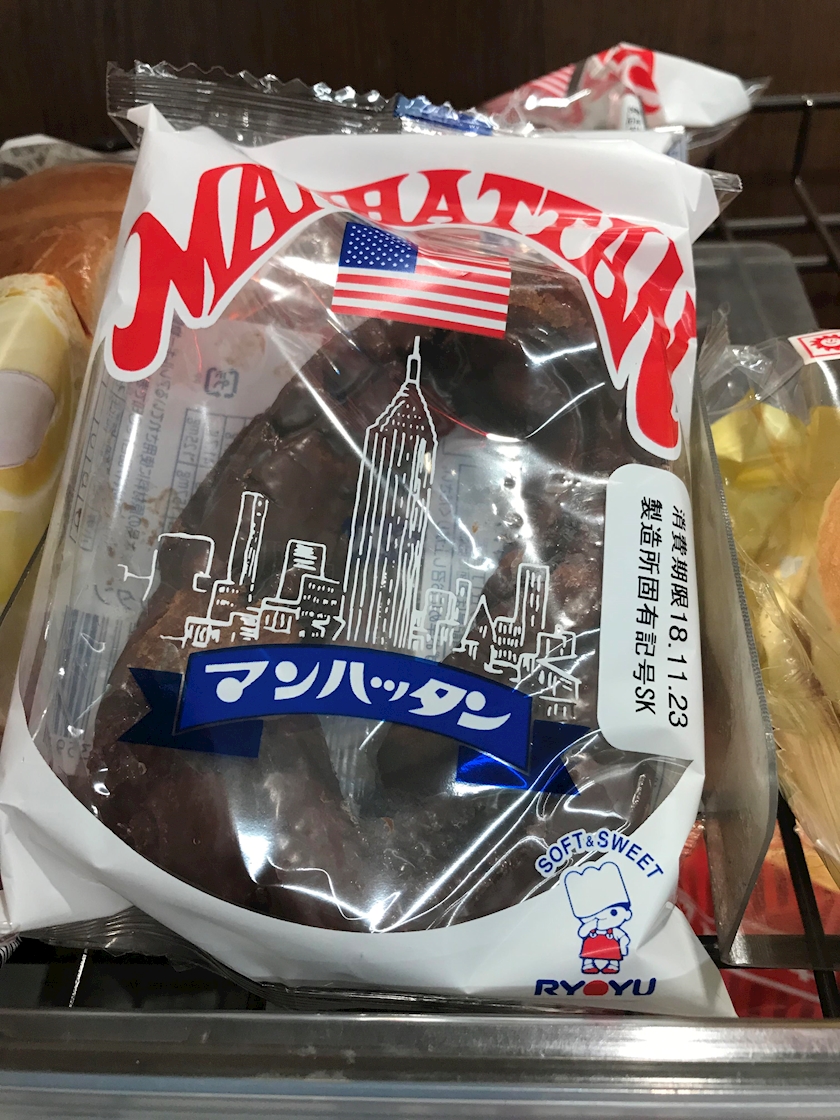 MANHATTAN
マンハッタン
消費期限18.11.23
製造所固有記号SK
SOFT&SWEET
RYOYU